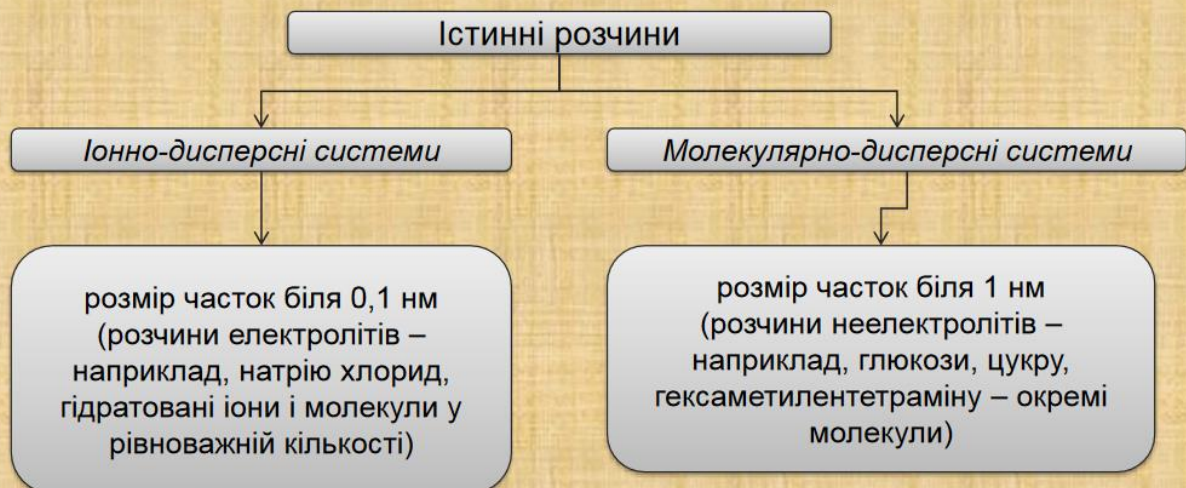 Істинні розчини
Іонно-дисперсні системи
Молекулярно-дисперсні системи
розмір часток біля 0,1 нм
(розчини електролітів –
наприклад, натрію хлорид,
гідратовані іони і молекули у
рівноважній кількості)
розмір часток біля 1 нм
(розчини неелектролітів –
наприклад, глюкози, цукру,
гексаметилентетраміну – окремі
молекули)